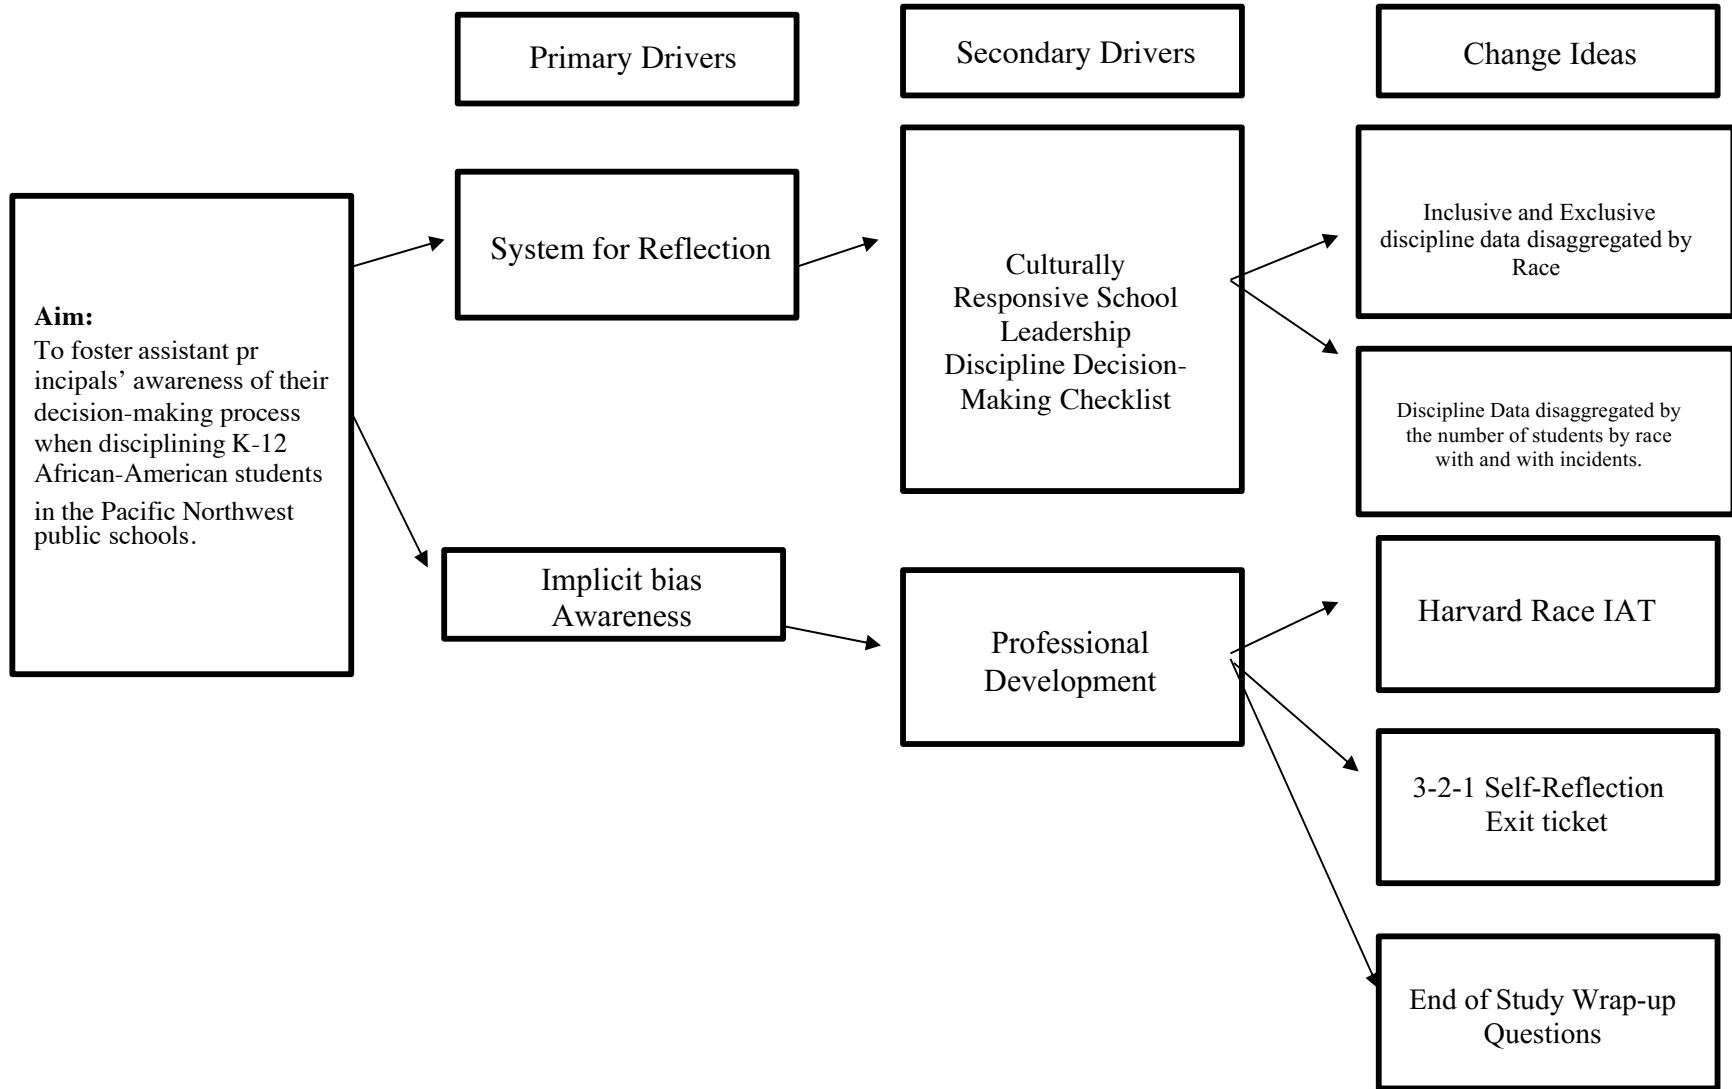 Primary Drivers
Secondary Drivers
Change Ideas
Aim:
To foster assistant pr
incipals’ awareness of their
decision-making process
when disciplining K-12
African-American students
in the Pacific Northwest
public schools.
System for Reflection
Implicit bias
Awareness
Culturally
Responsive School
Leadership
Discipline Decision-
Making Checklist
Professional
Development
Inclusive and Exclusive
discipline data disaggregated by
Race
Discipline Data disaggregated by
the number of students by race
with and with incidents.
Harvard Race IAT
3-2-1 Self-Reflection
Exit ticket
End of Study Wrap-up
Questions